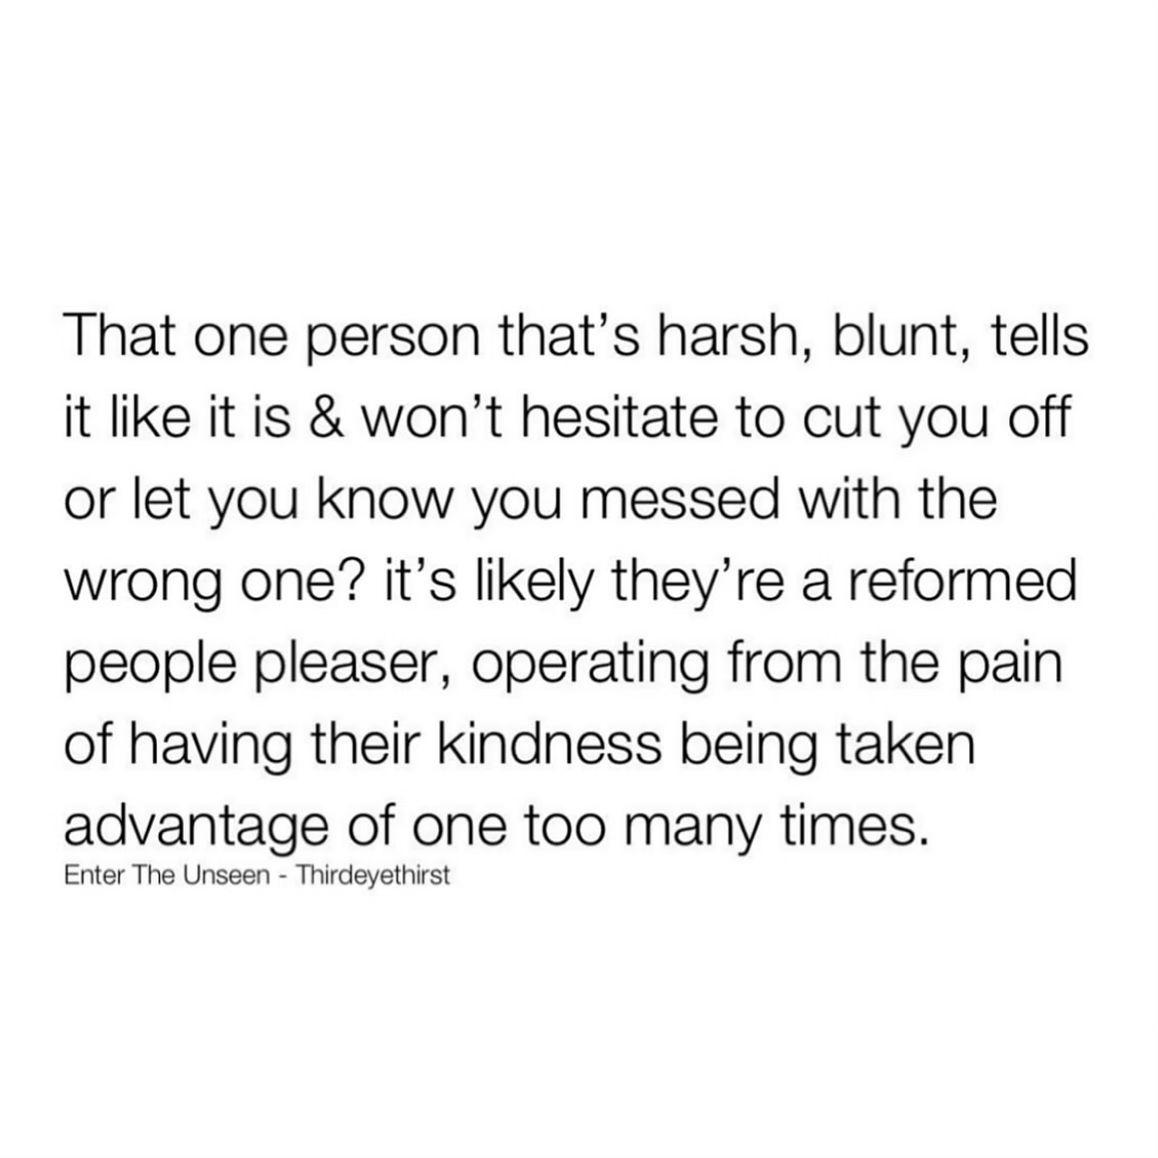 That one person that’s harsh, blunt, tells
it like it is & won’t hesitate to cut you off
or let you know you messed with the
wrong one? it’s likely they’re a reformed
people pleaser, operating from the pain
of having their kindness being taken
advantage of one too many times.
Enter The Unseen - Thirdeyethirst